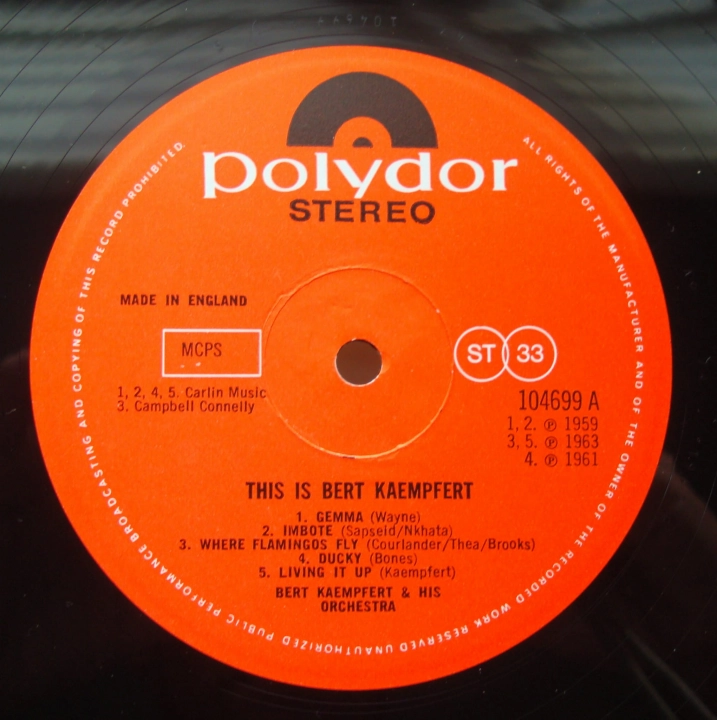 polydor
STEREO
MADE IN ENGLAND
MCPS
1, 2, 4, 5. Carlin Music
3. Campbell Connelly
ST 33
104699 A
1, 2. ℗ 1959
3, 5. ℗ 1963
4. ℗ 1961
THIS IS BERT KAEMPFERT
1. GEMMA (Wayne)
2. IMBOTE (Sapseid/Nkhata)
3. WHERE FLAMINGOS FLY (Courlander/Thea/Brooks)
4. DUCKY (Bones)
5. LIVING IT UP (Kaempfert)
BERT KAEMPFERT & HIS
ORCHESTRA
ALL RIGHTS OF THE MANUFACTURER AND OF THE OWNER OF THE RECORDED WORK RESERVED UNAUTHORIZED PUBLIC PERFORMANCE BROADCASTING AND COPYING OF THIS RECORD PROHIBITED.